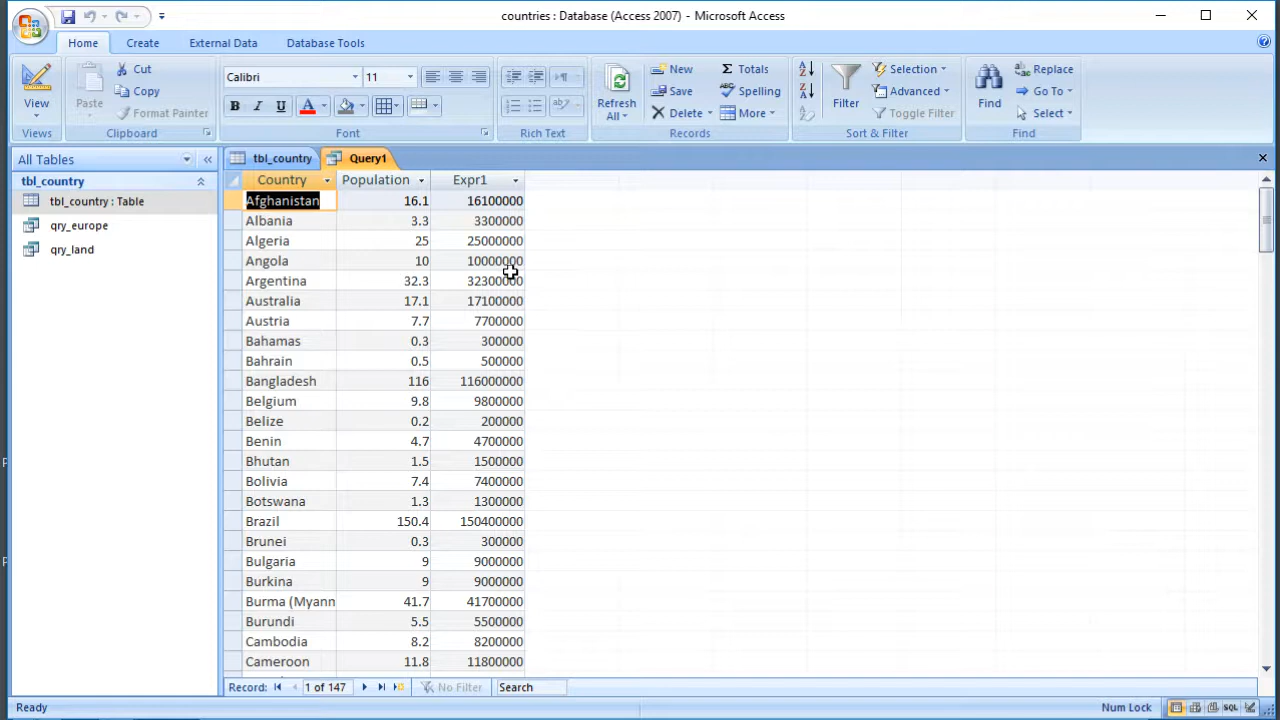 countries : Database (Access 2007) - Microsoft Access
Home Create External Data Database Tools
View
Views
Paste
Cut
Copy
Format Painter
Clipboard
Calibri 11
B I U A
Font
Rich Text
Refresh All
New
Save
Delete
Totals
Spelling
More
Records
Filter
Selection
Advanced
Toggle Filter
Sort & Filter
Find
Replace
Go To
Select
Find
All Tables
tbl_country
tbl_country : Table
qry_europe
qry_land
tbl_country Query1
Country Population Expr1
Afghanistan 16.1 16100000
Albania 3.3 3300000
Algeria 25 25000000
Angola 10 10000000
Argentina 32.3 32300000
Australia 17.1 17100000
Austria 7.7 7700000
Bahamas 0.3 300000
Bahrain 0.5 500000
Bangladesh 116 116000000
Belgium 9.8 9800000
Belize 0.2 200000
Benin 4.7 4700000
Bhutan 1.5 1500000
Bolivia 7.4 7400000
Botswana 1.3 1300000
Brazil 150.4 150400000
Brunei 0.3 300000
Bulgaria 9 9000000
Burkina 9 9000000
Burma (Myann 41.7 41700000
Burundi 5.5 5500000
Cambodia 8.2 8200000
Cameroon 11.8 11800000
Record: 1 of 147 No Filter Search
Ready Num Lock SQL